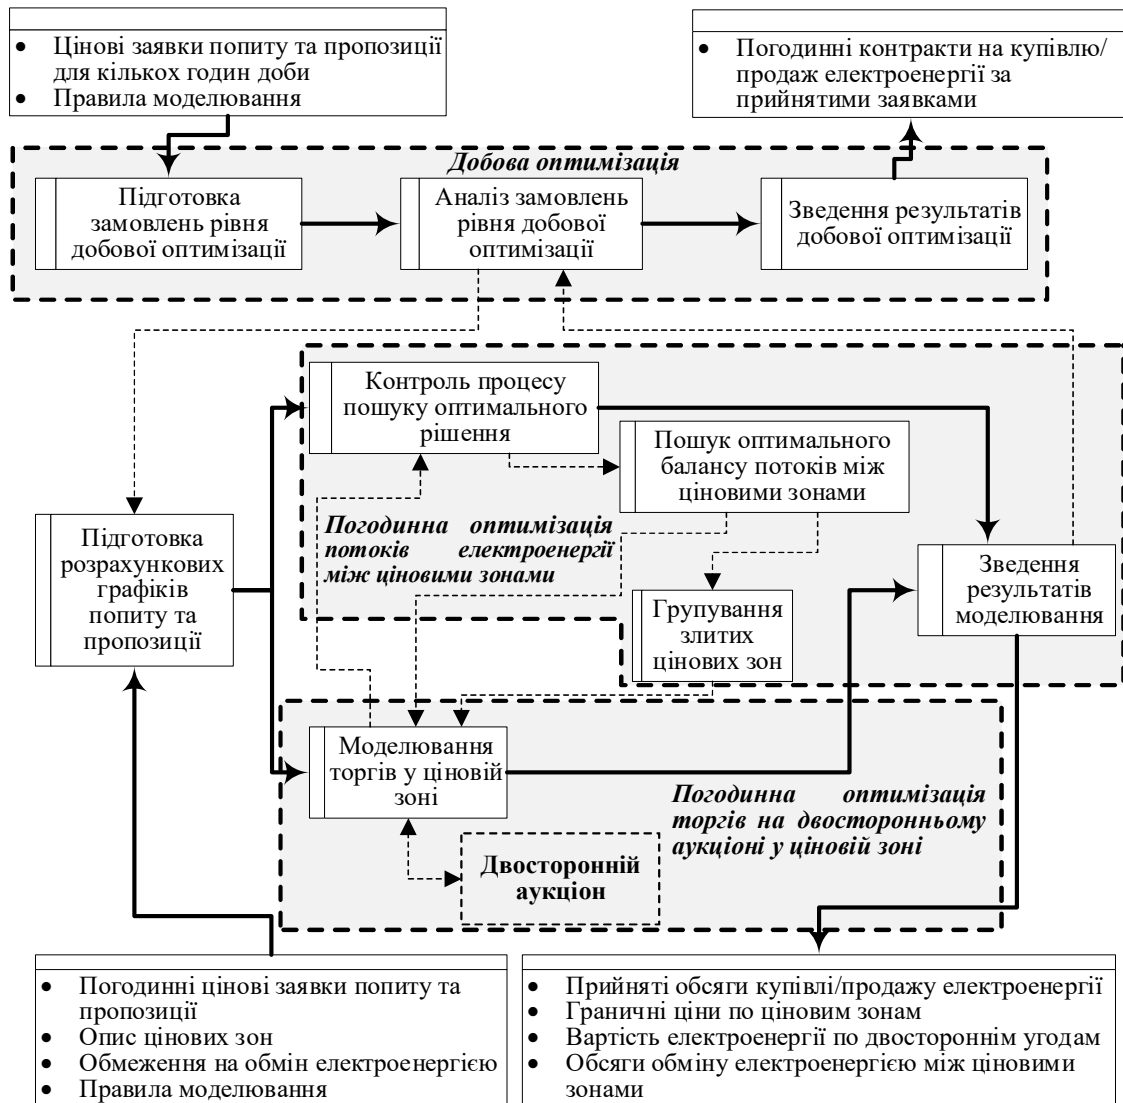 • Цінові заявки попиту та пропозиції
для кількох годин доби
• Правила моделювання
• Погодинні контракти на купівлю/
продаж електроенергії за
прийнятими заявками
Добова оптимізація
Підготовка
замовлень рівня
добової оптимізації
Аналіз замовлень
рівня добової
оптимізації
Зведення результатів
добової оптимізації
Контроль процесу
пошуку оптимального
рішення
Пошук оптимального
балансу потоків між
ціновими зонами
Погодинна оптимізація
потоків електроенергії
між ціновими зонами
Підготовка
розрахункових
графіків
попиту та
пропозиції
Групування
злитих
цінових зон
Зведення
результатів
моделювання
Моделювання
торгів у ціновій
зоні
Погодинна оптимізація
торгів на двосторонньому
аукціоні у ціновій зоні
Двосторонній
аукціон
• Погодинні цінові заявки попиту та
пропозиції
• Опис цінових зон
• Обмеження на обмін електроенергією
• Правила моделювання
• Прийняті обсяги купівлі/продажу електроенергії
• Граничні ціни по ціновим зонам
• Вартість електроенергії по двостороннім угодам
• Обсяги обміну електроенергією між ціновими
зонами